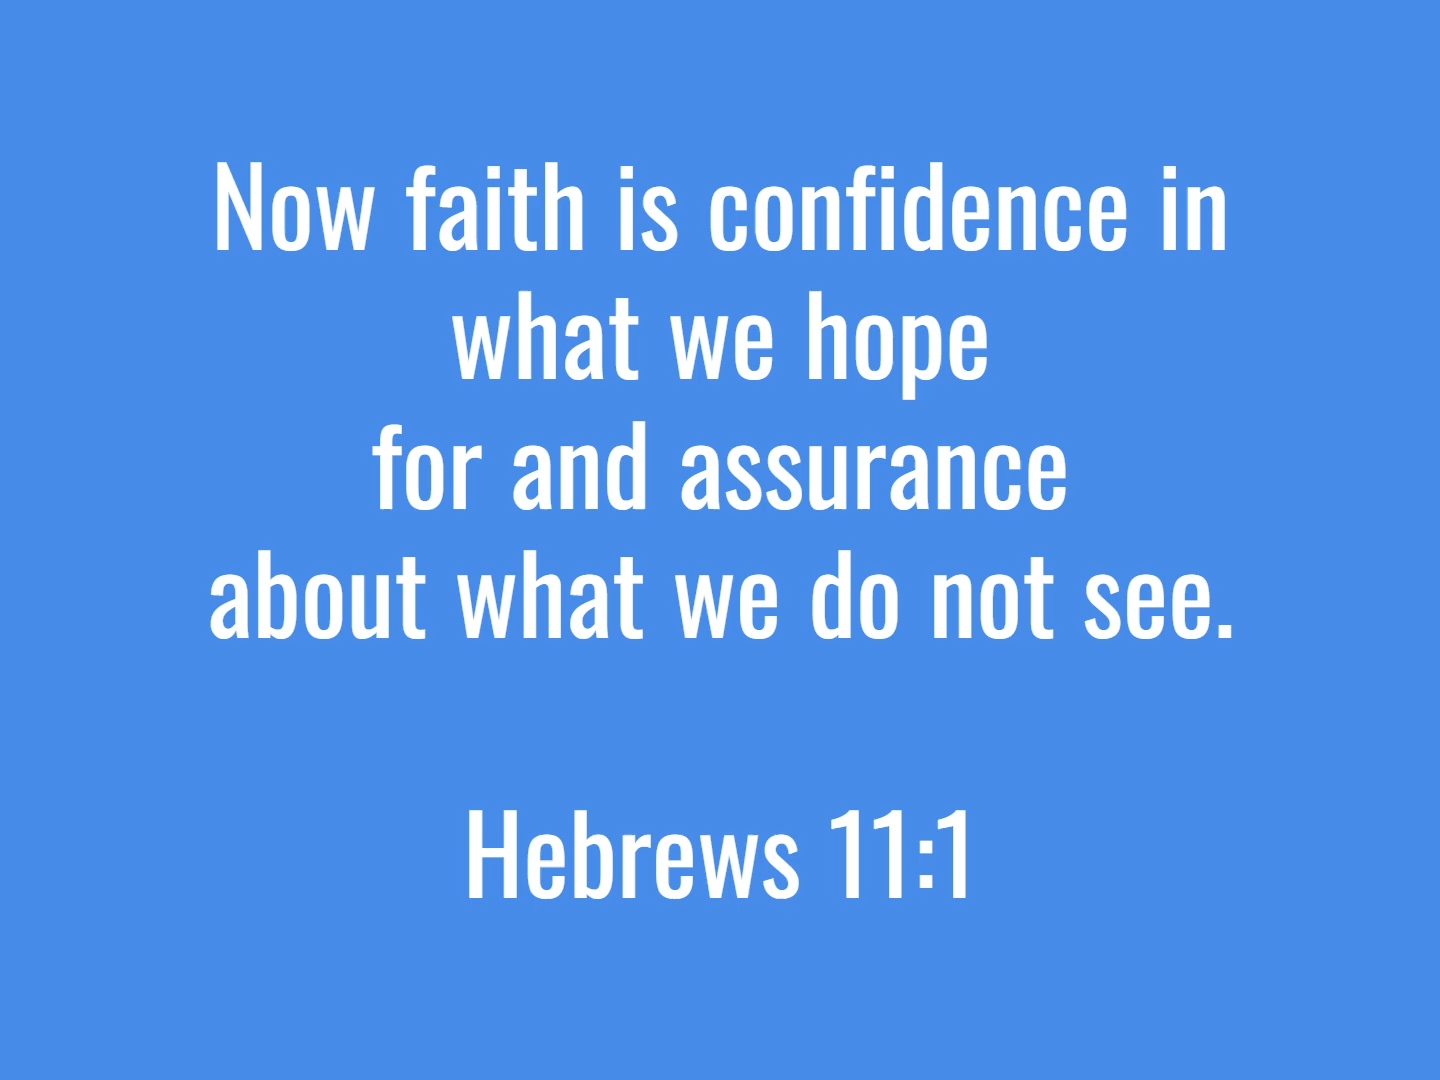 Now faith is confidence in
what we hope
for and assurance
about what we do not see.
Hebrews 11:1